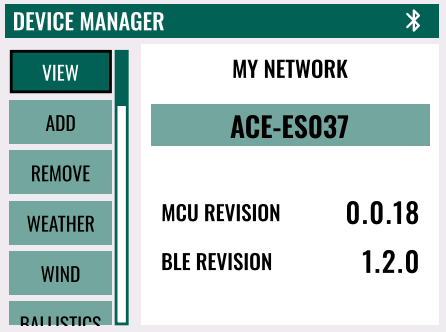 DEVICE MANAGER
VIEW
ADD
REMOVE
WEATHER
WIND
BALLISTICS
MY NETWORK
ACE-ES037
MCU REVISION 0.0.18
BLE REVISION 1.2.0